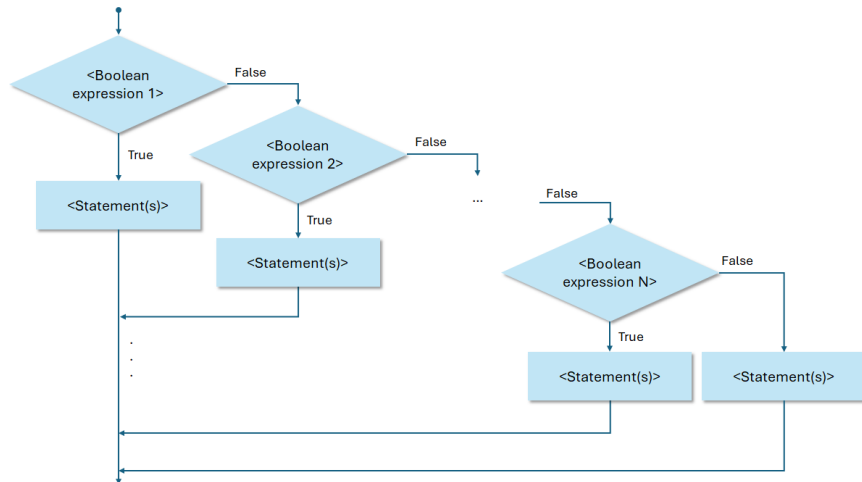 <Boolean
expression 1>
False
True
<Statement(s)>
<Boolean
expression 2>
False
True
<Statement(s)>
...
False
<Boolean
expression N>
False
True
<Statement(s)>
<Statement(s)>
.
.
.